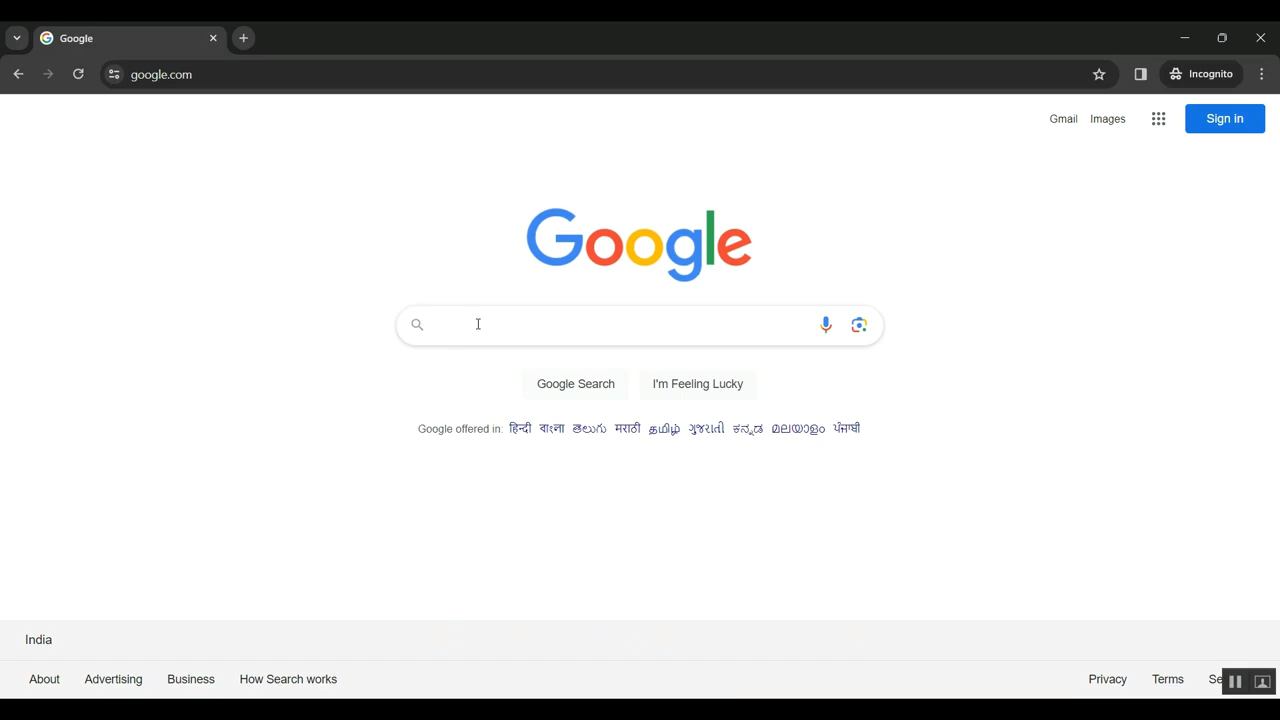 Google
google.com
Incognito
Gmail Images Sign in
Google
Google Search I'm Feeling Lucky
Google offered in: हिन्दी বাংলা తెలుగు मराठी தமிழ் ગુજરાતી ಕನ್ನಡ മലയാളം ਪੰਜਾਬੀ
India
About Advertising Business How Search works Privacy Terms